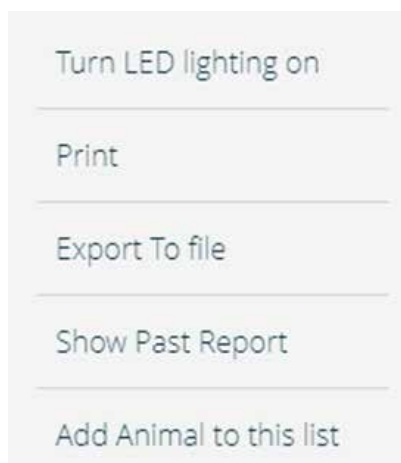 Turn LED lighting on
Print
Export To file
Show Past Report
Add Animal to this list